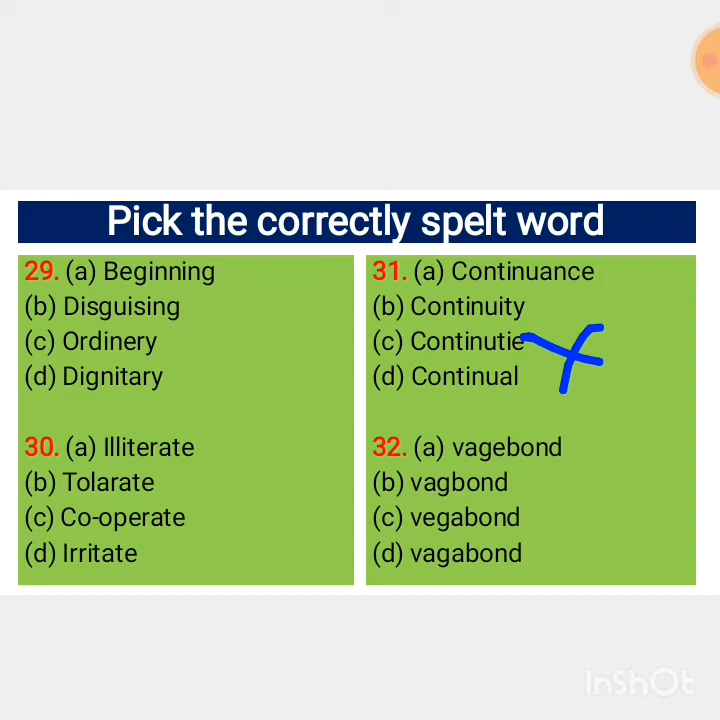 Pick the correctly spelt word
29. (a) Beginning
(b) Disguising
(c) Ordinery
(d) Dignitary
30. (a) Illiterate
(b) Tolarate
(c) Co-operate
(d) Irritate
31. (a) Continuance
(b) Continuity
(c) Continutie
(d) Continual
32. (a) vagebond
(b) vagbond
(c) vegabond
(d) vagabond
InShOt